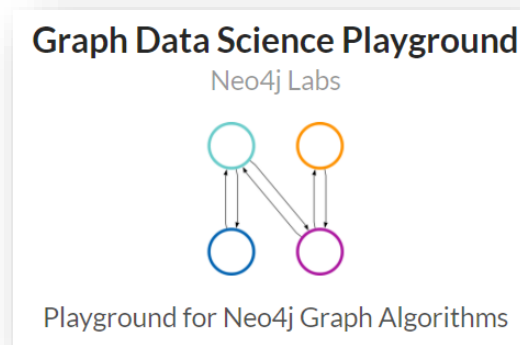 Graph Data Science Playground
Neo4j Labs
Playground for Neo4j Graph Algorithms